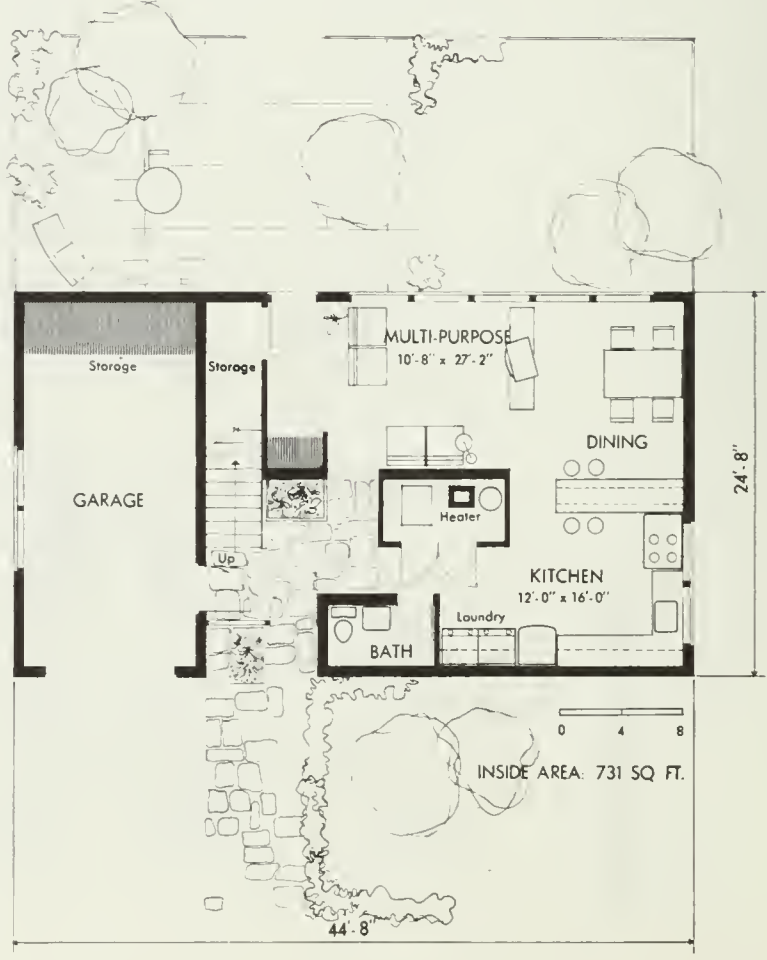 MULTI-PURPOSE
10'-8" x 27'-2"
Storage
Storage
DINING
24'-8"
GARAGE
Heater
Up
KITCHEN
12'-0" x 16'-0"
Laundry
BATH
0 4 8
INSIDE AREA: 731 SQ FT.
44'-8"